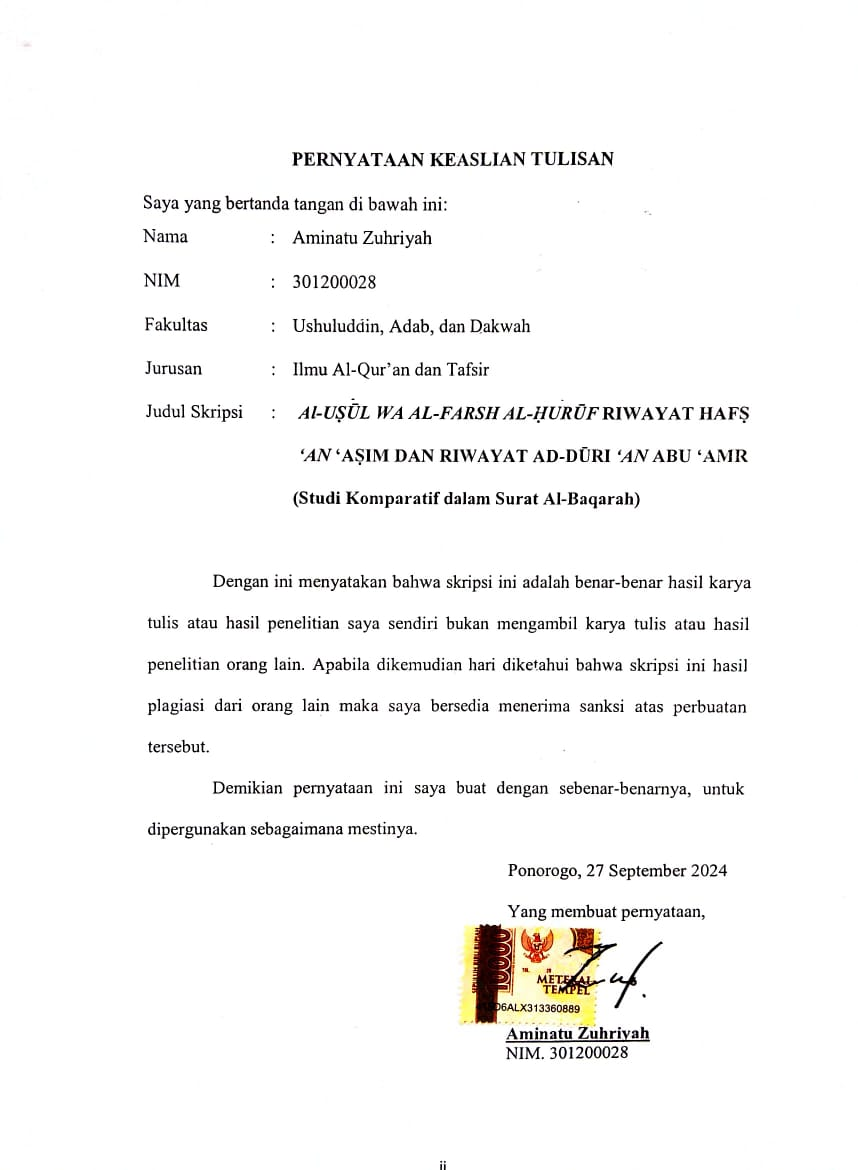 PERNYATAAN KEASLIAN TULISAN
Saya yang bertanda tangan di bawah ini:
Nama : Aminatu Zuhriyah
NIM : 301200028
Fakultas : Ushuluddin, Adab, dan Dakwah
Jurusan : Ilmu Al-Qur’an dan Tafsir
Judul Skripsi : Al-UṢŪL WA AL-FARSH AL-ḤURŪF RIWAYAT HAFṢ
‘AN ‘AṢIM DAN RIWAYAT AD-DŪRI ‘AN ABU ‘AMR
(Studi Komparatif dalam Surat Al-Baqarah)
Dengan ini menyatakan bahwa skripsi ini adalah benar-benar hasil karya
tulis atau hasil penelitian saya sendiri bukan mengambil karya tulis atau hasil
penelitian orang lain. Apabila dikemudian hari diketahui bahwa skripsi ini hasil
plagiasi dari orang lain maka saya bersedia menerima sanksi atas perbuatan
tersebut.
Demikian pernyataan ini saya buat dengan sebenar-benarnya, untuk
dipergunakan sebagaimana mestinya.
Ponorogo, 27 September 2024
Yang membuat pernyataan,
METERAI
TEMPEL
Aminatu Zuhriyah
NIM. 301200028
ii